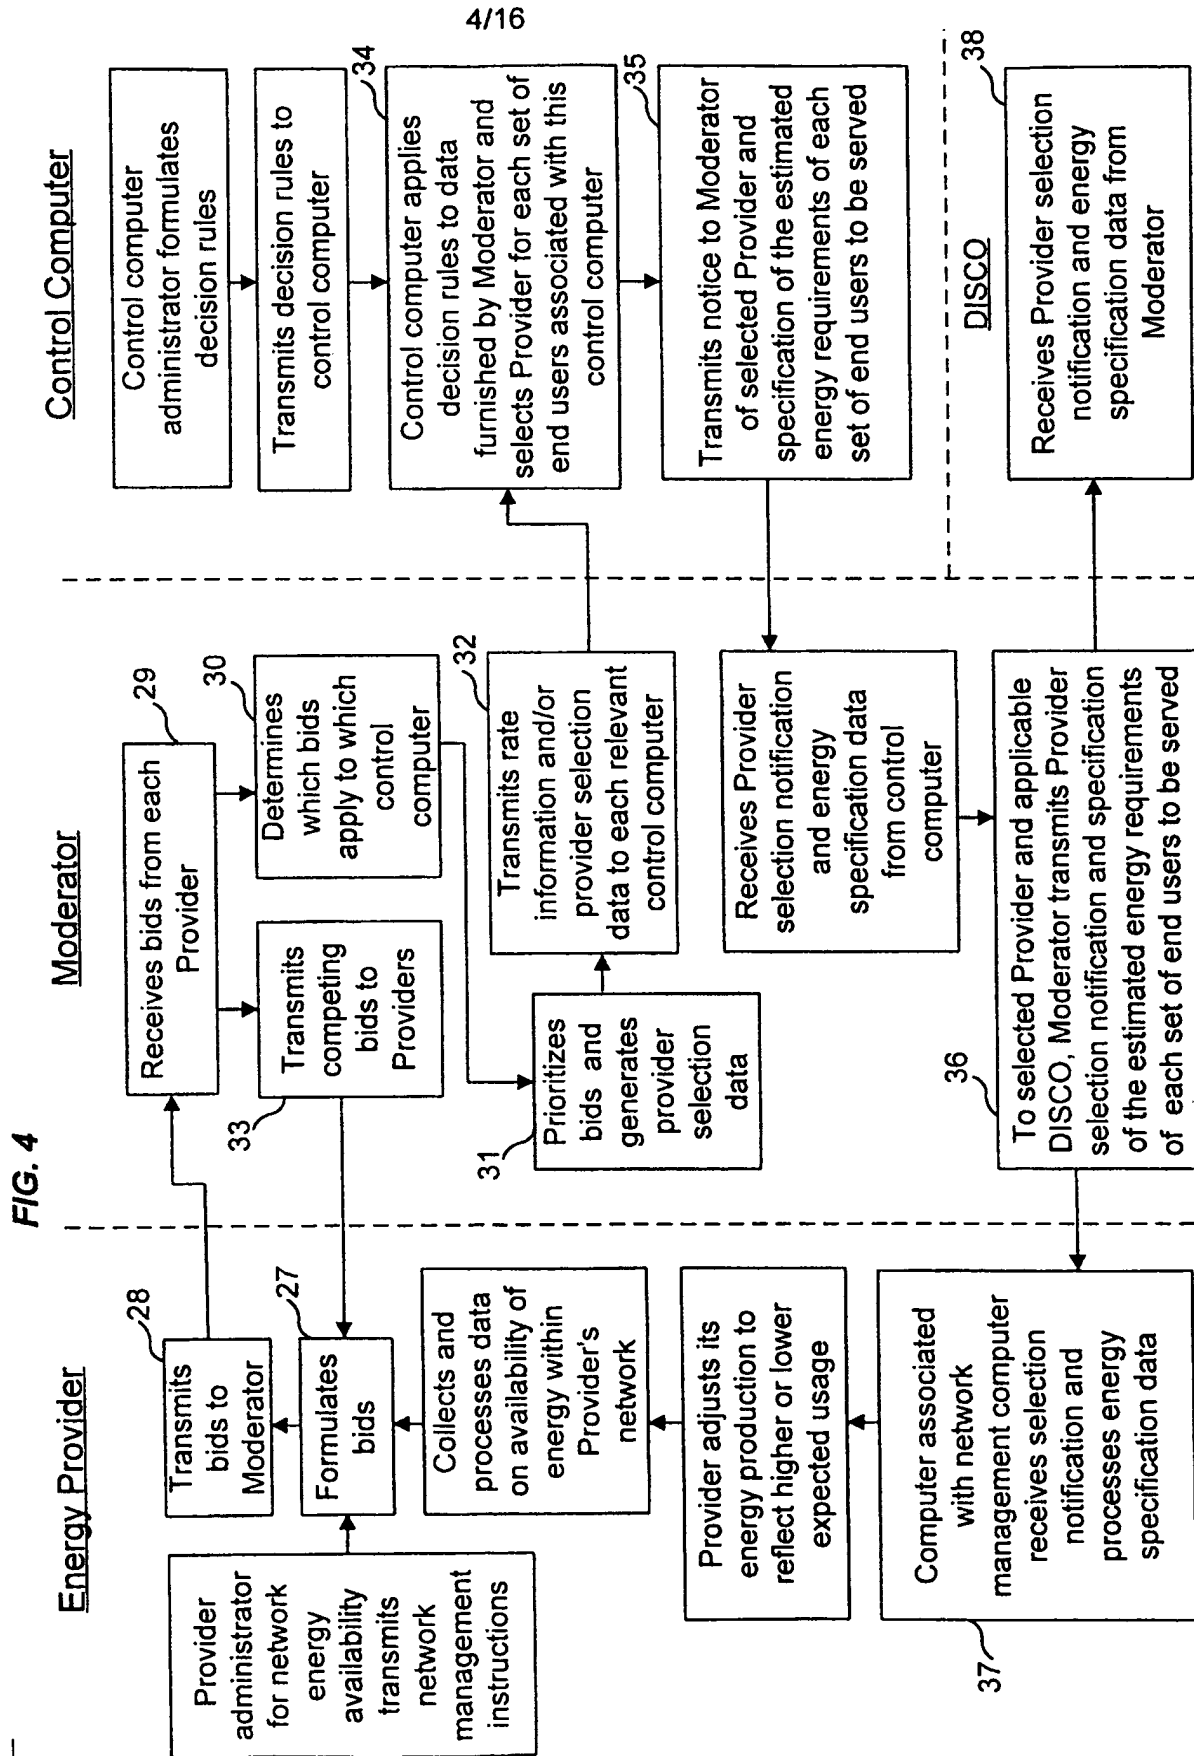 4/16
FIG. 4
Energy Provider
Provider
administrator
for network
energy
availability
transmits
network
management
instructions
28
Transmits
bids to
Moderator
27
Formulates
bids
Collects and
processes data
on availability of
energy within
Provider's
network
Provider adjusts its
energy production to
reflect higher or lower
expected usage
37
Computer associated
with network
management computer
receives selection
notification and
processes energy
specification data
Moderator
29
Receives bids from each
Provider
33
Transmits
competing
bids to
Providers
30
Determines
which bids
apply to which
control
computer
31
Prioritizes
bids and
generates
provider
selection
data
32
Transmits rate
information and/or
provider selection
data to each relevant
control computer
Receives Provider
selection notification
and energy
specification data
from control
computer
36
To selected Provider and applicable
DISCO, Moderator transmits Provider
selection notification and specification
of the estimated energy requirements
of each set of end users to be served
Control Computer
Control computer
administrator formulates
decision rules
Transmits decision rules to
control computer
34
Control computer applies
decision rules to data
furnished by Moderator and
selects Provider for each set of
end users associated with this
control computer
35
Transmits notice to Moderator
of selected Provider and
specification of the estimated
energy requirements of each
set of end users to be served
DISCO
38
Receives Provider selection
notification and energy
specification data from
Moderator